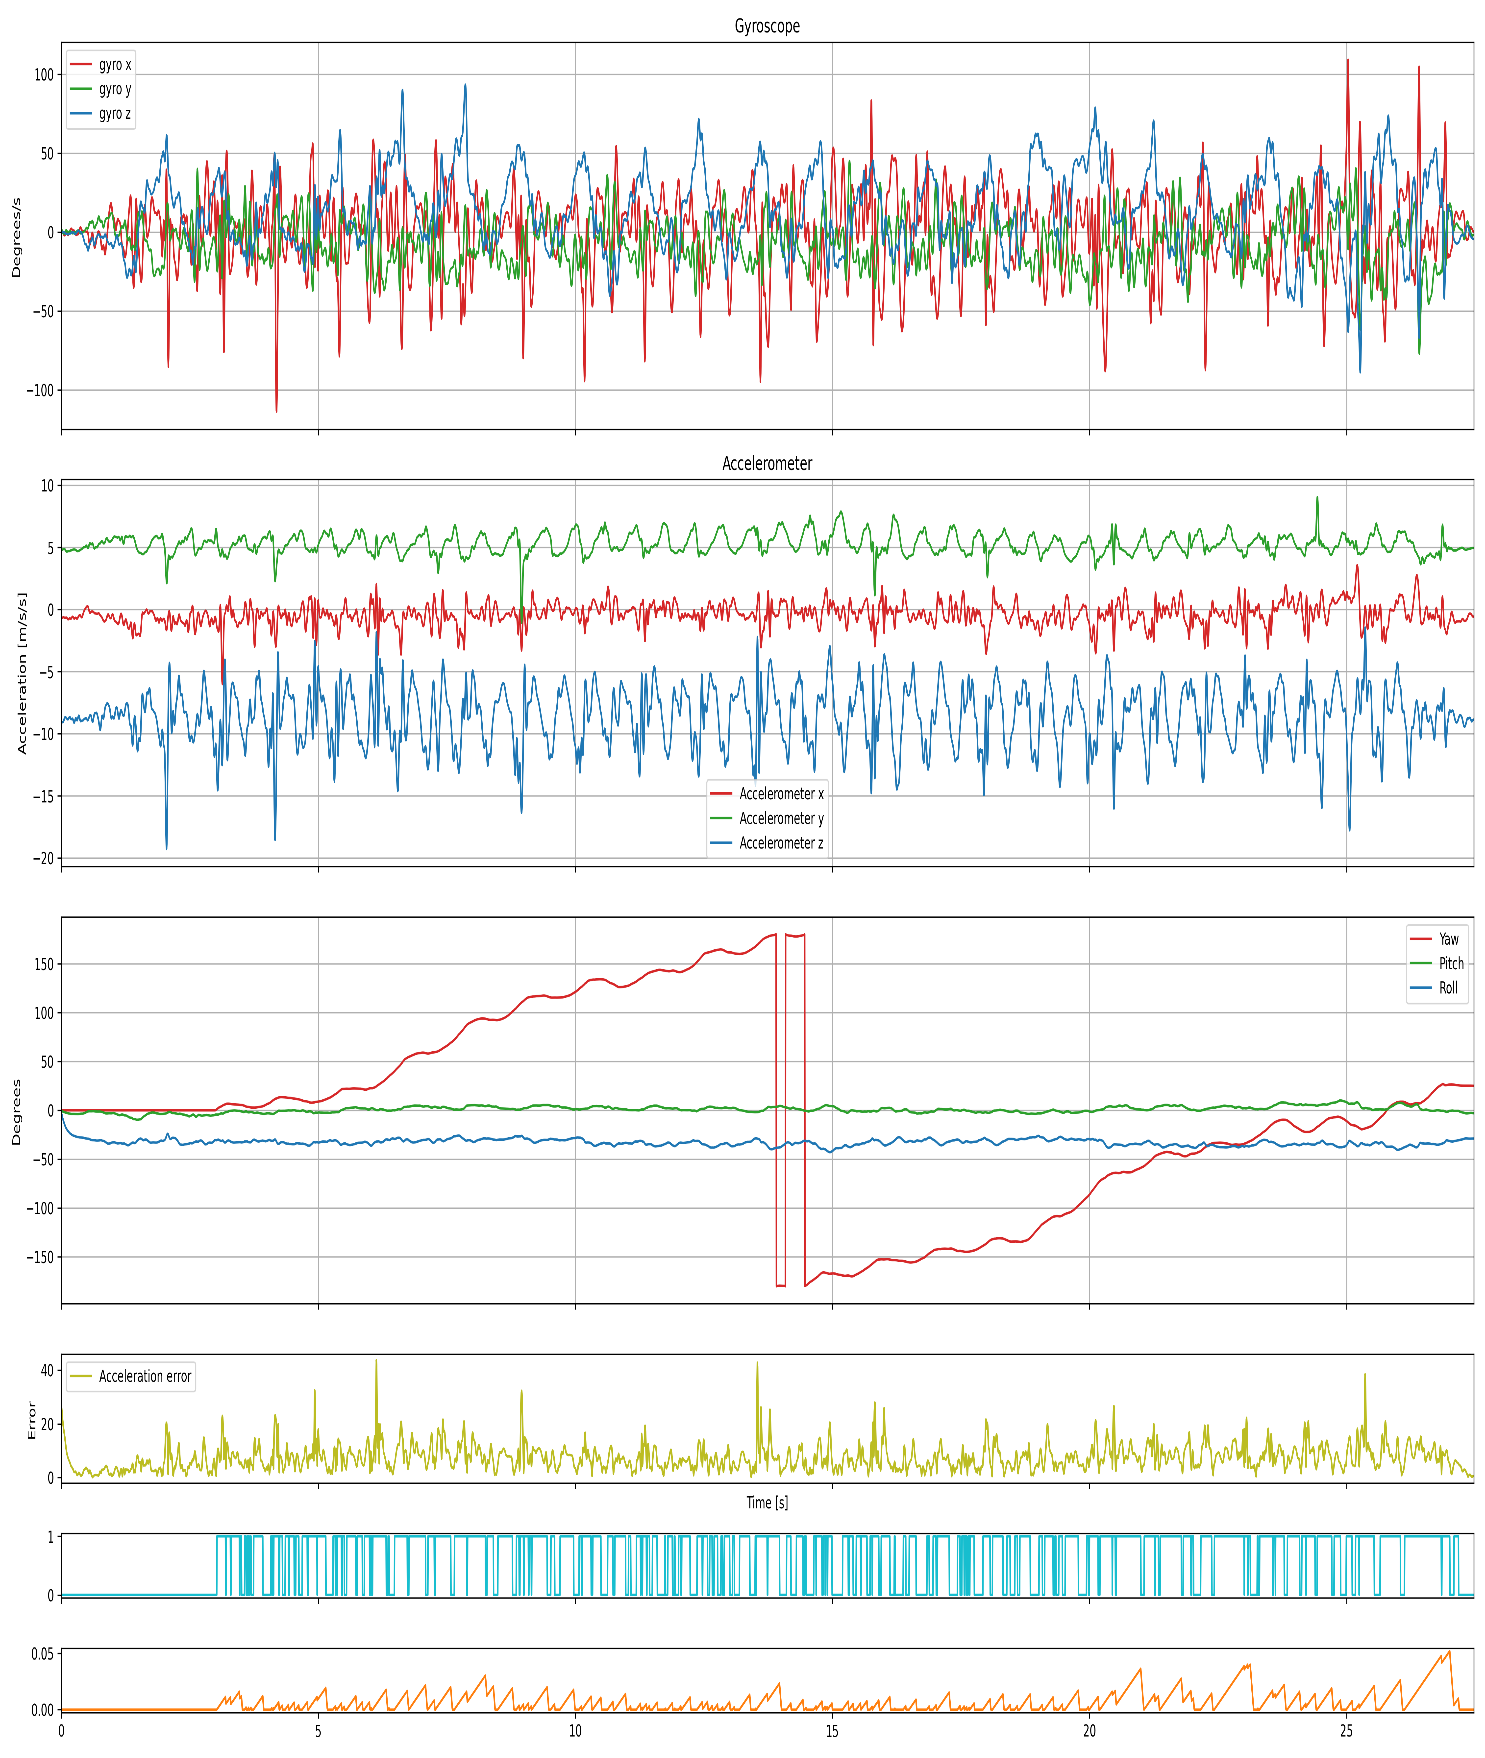 Gyroscope
gyro x
gyro y
gyro z
Degrees/s
100
50
0
−50
−100
Accelerometer
Acceleration [m/s/s]
10
5
0
−5
−10
−15
−20
Accelerometer x
Accelerometer y
Accelerometer z
Degrees
150
100
50
0
−50
−100
−150
Yaw
Pitch
Roll
Error
40
20
0
Acceleration error
Time [s]
1
0
0.05
0.00
0 5 10 15 20 25